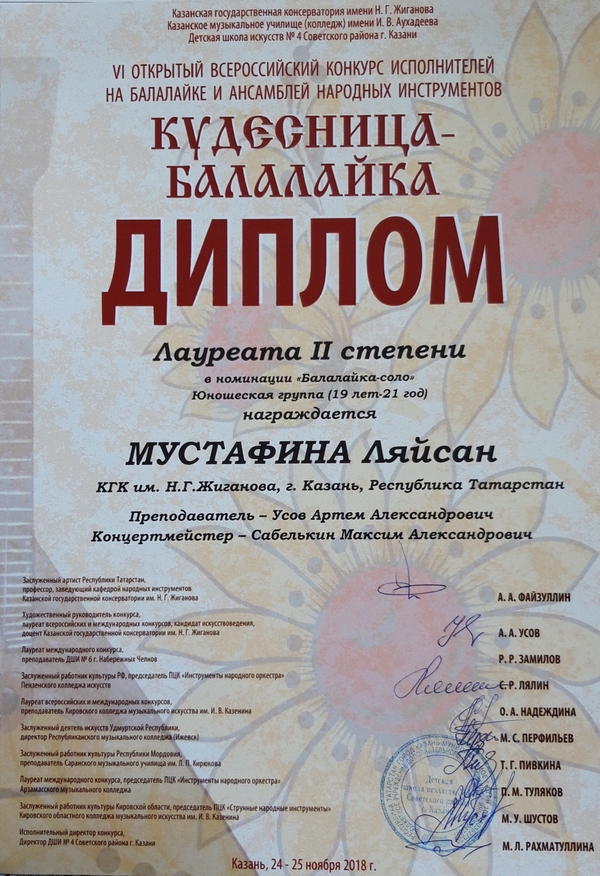 Казанская государственная консерватория имени Н. Г. Жиганова
Казанское музыкальное училище (колледж) имени И. В. Аухадеева
Детская школа искусств № 4 Советского района г. Казани
VI ОТКРЫТЫЙ ВСЕРОССИЙСКИЙ КОНКУРС ИСПОЛНИТЕЛЕЙ
НА БАЛАЛАЙКЕ И АНСАМБЛЕЙ НАРОДНЫХ ИНСТРУМЕНТОВ
КУДЕСНИЦА-
БАЛАЛАЙКА
ДИПЛОМ
Лауреата II степени
в номинации «Балалайка-соло»
Юношеская группа (19 лет-21 год)
награждается
МУСТАФИНА Ляйсан
КГК им. Н.Г.Жиганова, г. Казань, Республика Татарстан
Преподаватель – Усов Артем Александрович
Концертмейстер – Сабелькин Максим Александрович
Заслуженный артист Республики Татарстан,
профессор, заведующий кафедрой народных инструментов
Казанской государственной консерватории им. Н. Г. Жиганова
А. А. ФАЙЗУЛЛИН
Художественный руководитель конкурса,
лауреат всероссийских и международных конкурсов, кандидат искусствоведения,
доцент Казанской государственной консерватории им. Н. Г. Жиганова
А. А. УСОВ
Лауреат международного конкурса,
преподаватель ДШИ № 6 г. Набережных Челнов
Р. Р. ЗАМИЛОВ
Заслуженный работник культуры РФ, председатель ПЦК «Инструменты народного оркестра»
Пензенского колледжа искусств
С. Р. ЛЯЛИН
Лауреат всероссийских и международных конкурсов,
преподаватель Кировского колледжа музыкального искусства им. И. В. Казенина
О. А. НАДЕЖДИНА
Заслуженный деятель искусств Удмуртской Республики,
директор Республиканского музыкального колледжа (Ижевск)
М. С. ПЕРФИЛЬЕВ
Заслуженный работник культуры Республики Мордовия,
преподаватель Саранского музыкального училища им. Л. П. Кирюкова
Т. Г. ПИВКИНА
Лауреат международного конкурса, председатель ПЦК «Инструменты народного оркестра»
Арзамасского музыкального колледжа
П. М. ТУЛЯКОВ
Заслуженный работник культуры Кировской области, председатель ПЦК «Струнные народные инструменты»
Кировского областного колледжа музыкального искусства им. И. В. Казенина
М. У. ШУСТОВ
Исполнительный директор конкурса,
Директор ДШИ № 4 Советского района г. Казани
М. Л. РАХМАТУЛЛИНА
Детская
школа искусств
Советского района
г. Казани
Казань, 24 - 25 ноября 2018 г.